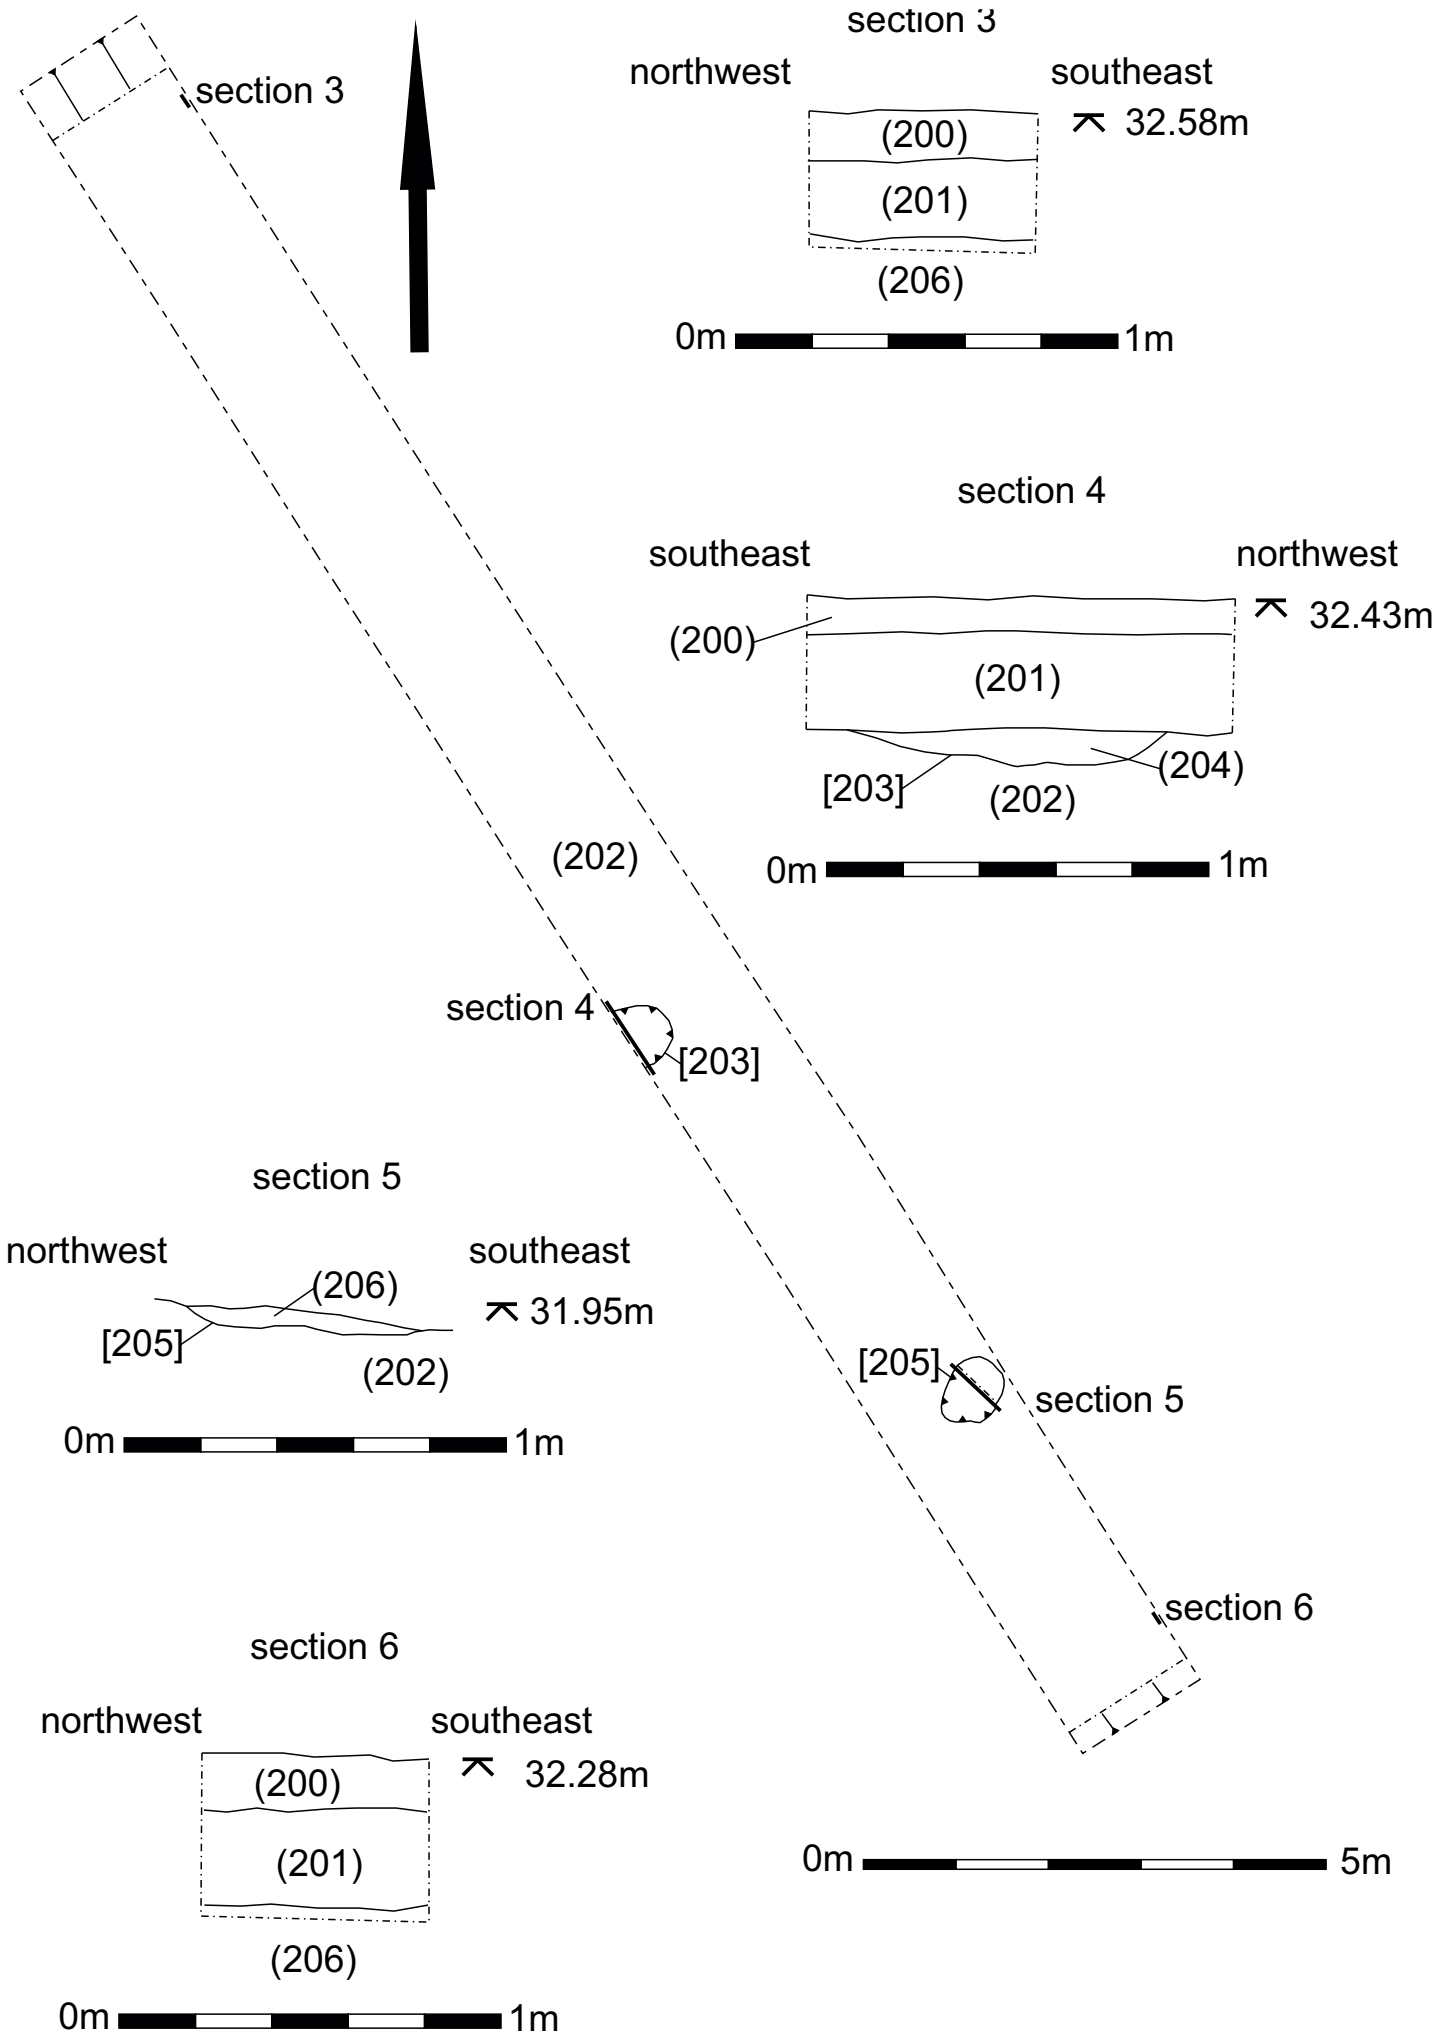 section 3
northwest southeast
32.58m
(200)
(201)
(206)
0m 1m
section 3
section 4
southeast northwest
32.43m
(200)
(201)
(204)
[203]
(202)
0m 1m
(202)
section 4
[203]
section 5
northwest southeast
(206)
31.95m
[205]
(202)
0m 1m
[205]
section 5
section 6
section 6
northwest southeast
32.28m
(200)
(201)
(206)
0m 1m
0m 5m